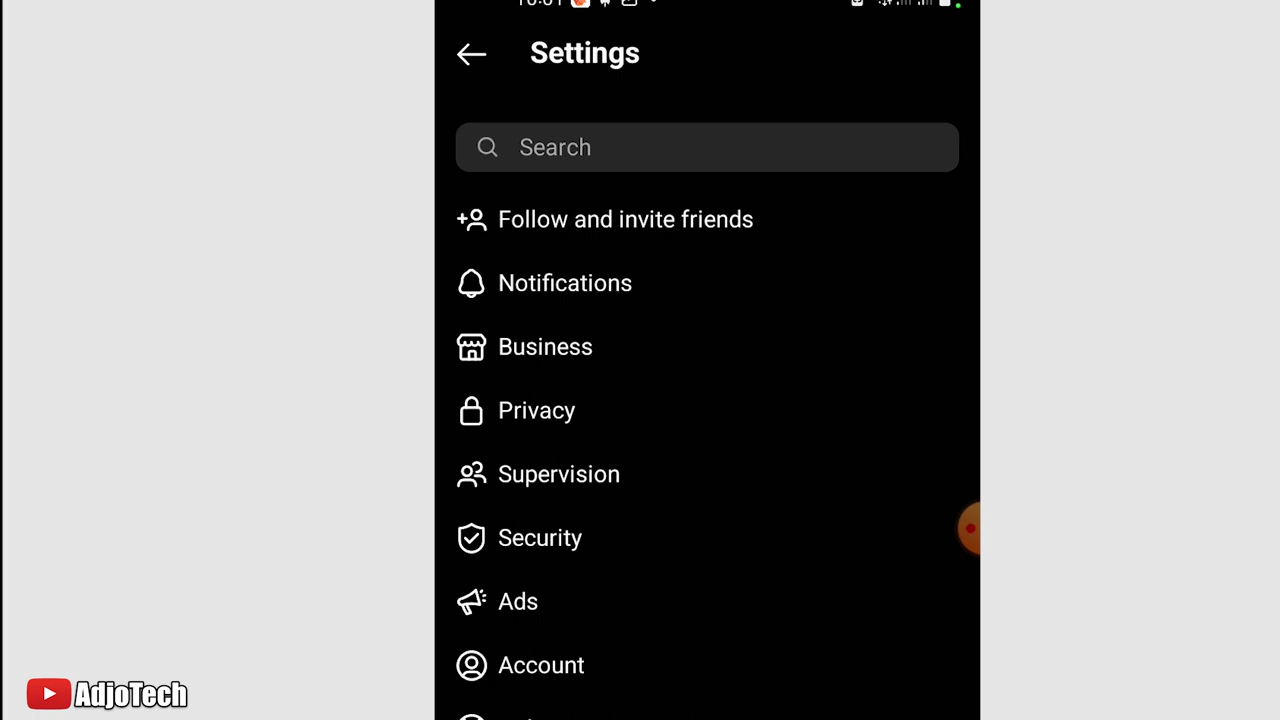 Settings
Search
Follow and invite friends
Notifications
Business
Privacy
Supervision
Security
Ads
Account
AdjoTech